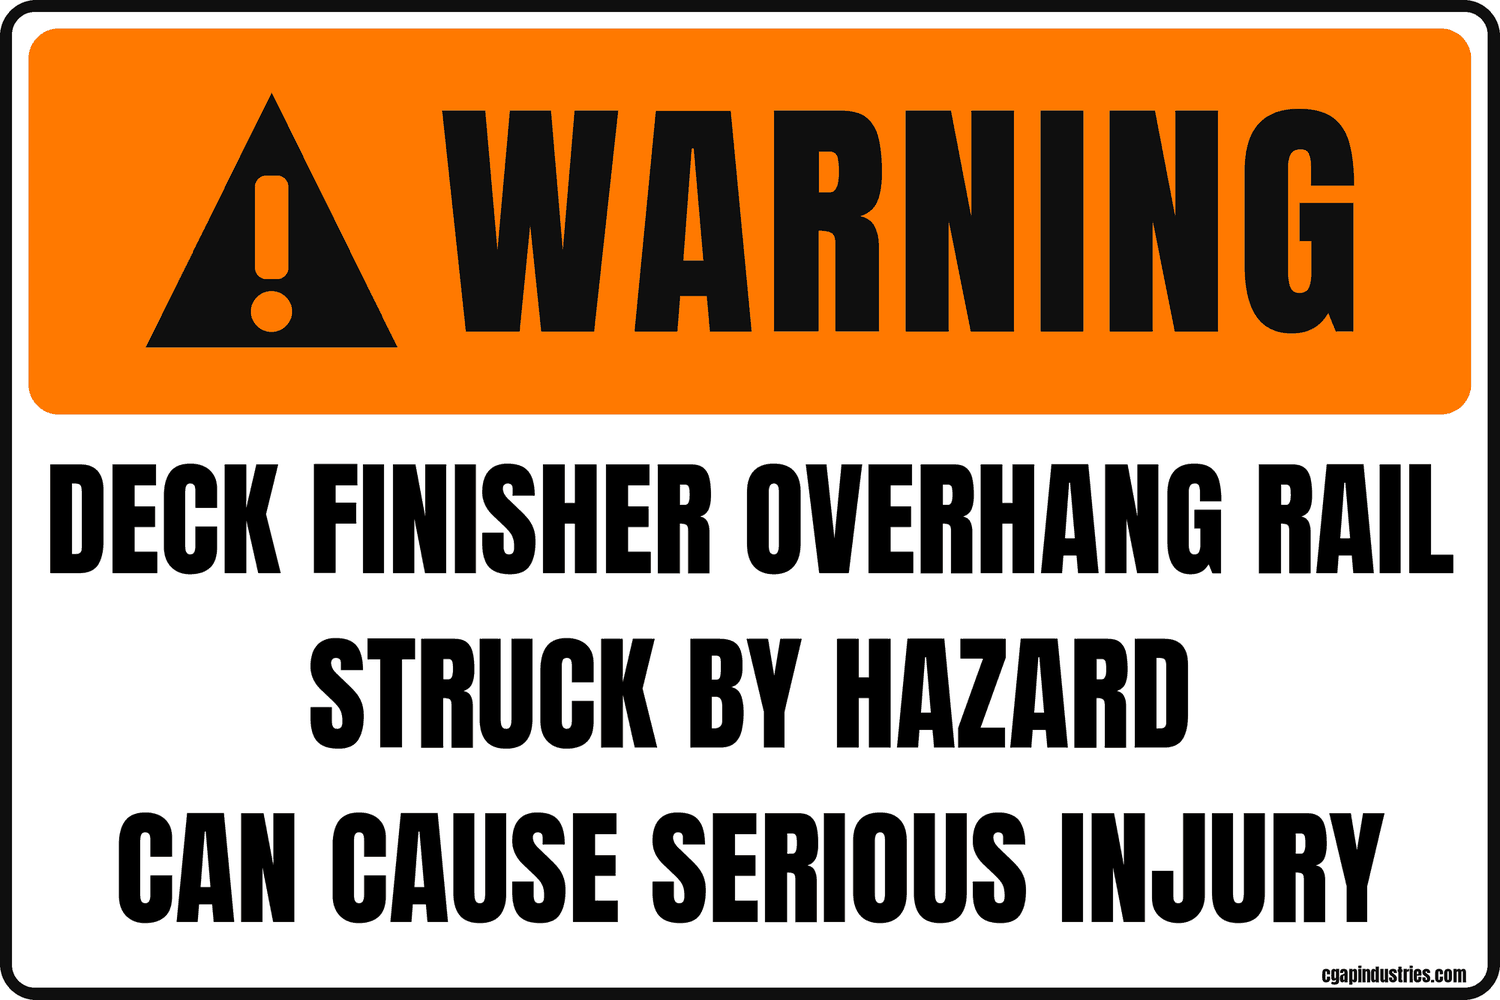 WARNING
DECK FINISHER OVERHANG RAIL
STRUCK BY HAZARD
CAN CAUSE SERIOUS INJURY
cgapindustries.com